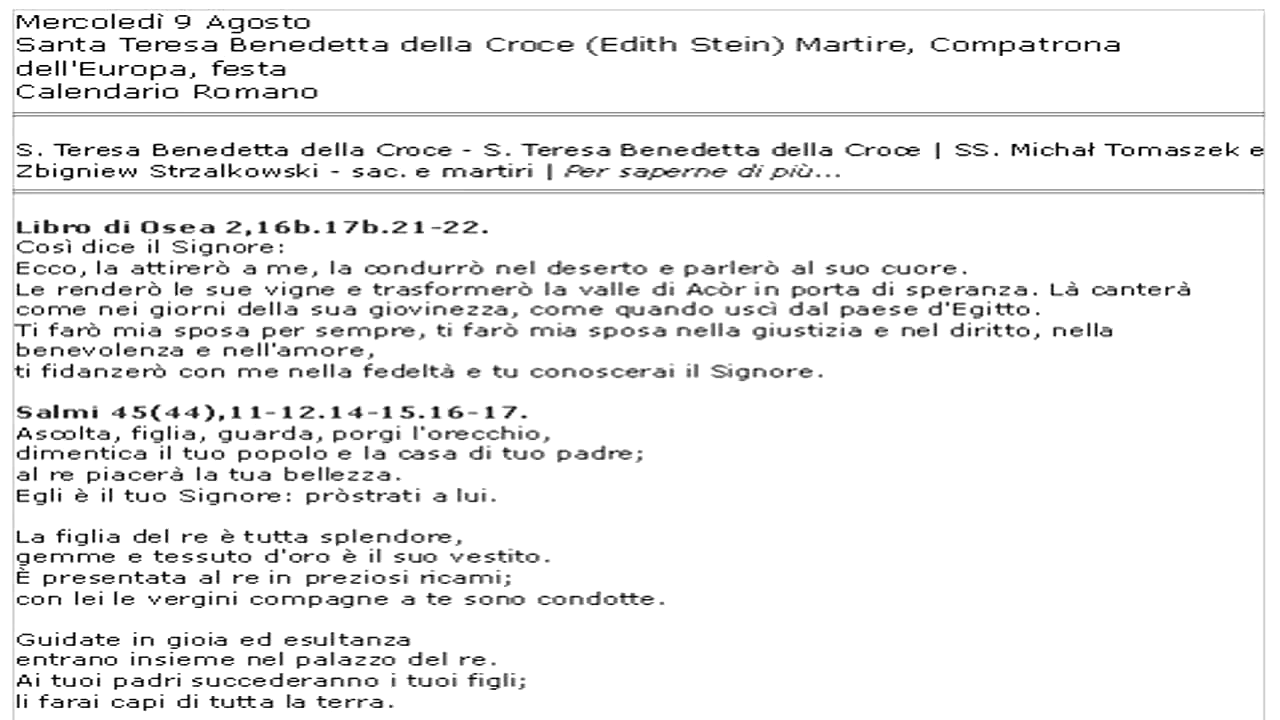 Mercoledì 9 Agosto
Santa Teresa Benedetta della Croce (Edith Stein) Martire, Compatrona
dell'Europa, festa
Calendario Romano
S. Teresa Benedetta della Croce - S. Teresa Benedetta della Croce | SS. Michał Tomaszek e
Zbigniew Strzalkowski - sac. e martiri | Per saperne di più...
Libro di Osea 2,16b.17b.21-22.
Così dice il Signore:
Ecco, la attirerò a me, la condurrò nel deserto e parlerò al suo cuore.
Le renderò le sue vigne e trasformerò la valle di Acòr in porta di speranza. Là canterà
come nei giorni della sua giovinezza, come quando uscì dal paese d'Egitto.
Ti farò mia sposa per sempre, ti farò mia sposa nella giustizia e nel diritto, nella
benevolenza e nell'amore,
ti fidanzerò con me nella fedeltà e tu conoscerai il Signore.
Salmi 45(44),11-12.14-15.16-17.
Ascolta, figlia, guarda, porgi l'orecchio,
dimentica il tuo popolo e la casa di tuo padre;
al re piacerà la tua bellezza.
Egli è il tuo Signore: pròstrati a lui.
La figlia del re è tutta splendore,
gemme e tessuto d'oro è il suo vestito.
È presentata al re in preziosi ricami;
con lei le vergini compagne a te sono condotte.
Guidate in gioia ed esultanza
entrano insieme nel palazzo del re.
Ai tuoi padri succederanno i tuoi figli;
li farai capi di tutta la terra.